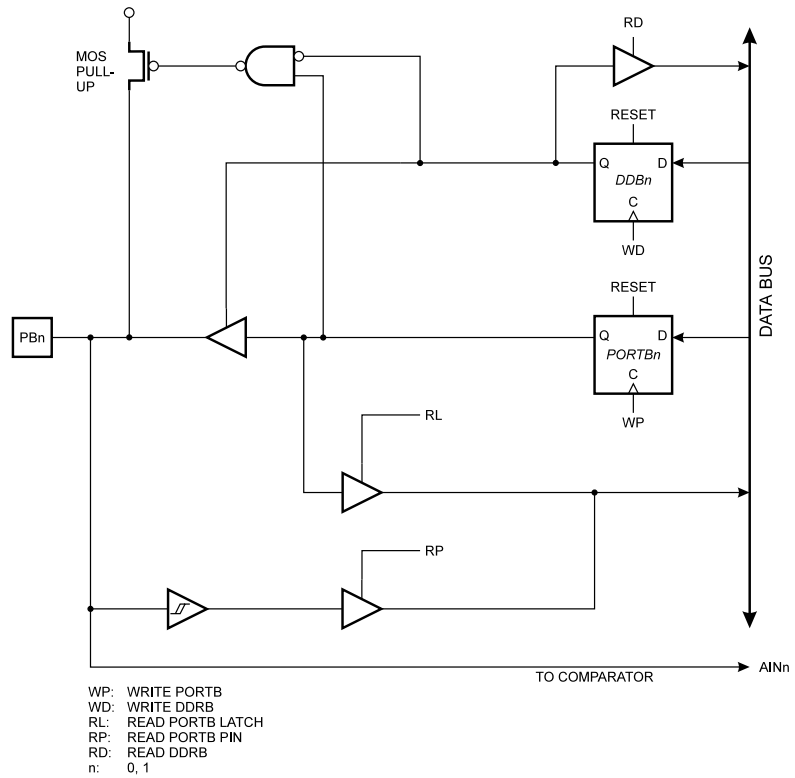 RD
MOS
PULL-
UP
RESET
Q D
DDBn
C
WD
RESET
PBn
Q D
PORTBn
C
WP
DATA BUS
RL
RP
TO COMPARATOR
AINn
WP: WRITE PORTB
WD: WRITE DDRB
RL: READ PORTB LATCH
RP: READ PORTB PIN
RD: READ DDRB
n: 0, 1